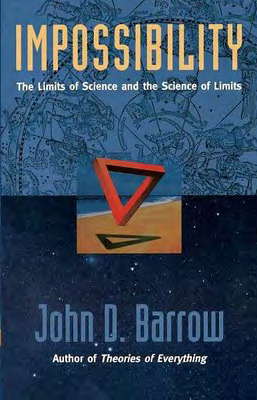 IMPOSSIBILITY
The Limits of Science and the Science of Limits
John D. Barrow
Author of Theories of Everything